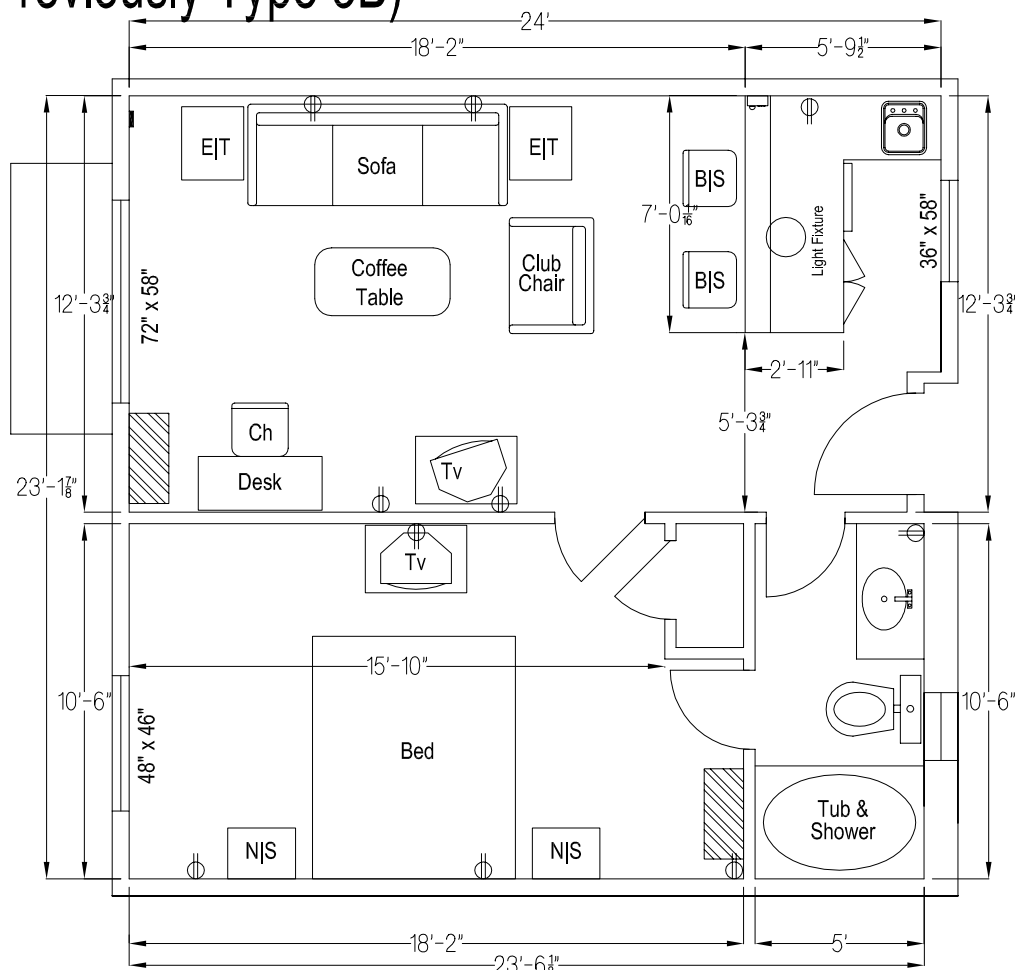 reviously Type 3B)
24'
18'-2"
5'-9½"
E|T
Sofa
E|T
B|S
7'-0 1/16"
Light Fixture
36" x 58"
Club
Chair
Coffee
Table
B|S
72" x 58"
12'-3¾"
12'-3¾"
2'-11"
5'-3¾"
Ch
Desk
Tv
23'-1⅞"
Tv
15'-10"
10'-6"
10'-6"
48" x 46"
Bed
Tub &
Shower
N|S
N|S
18'-2"
5'
23'-6⅛"